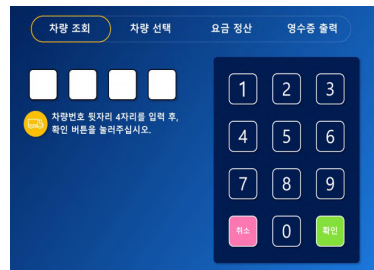 차량 조회 차량 선택 요금 정산 영수증 출력
차량번호 뒷자리 4자리를 입력 후,
확인 버튼을 눌러주십시오.
1 2 3
4 5 6
7 8 9
취소 0 확인